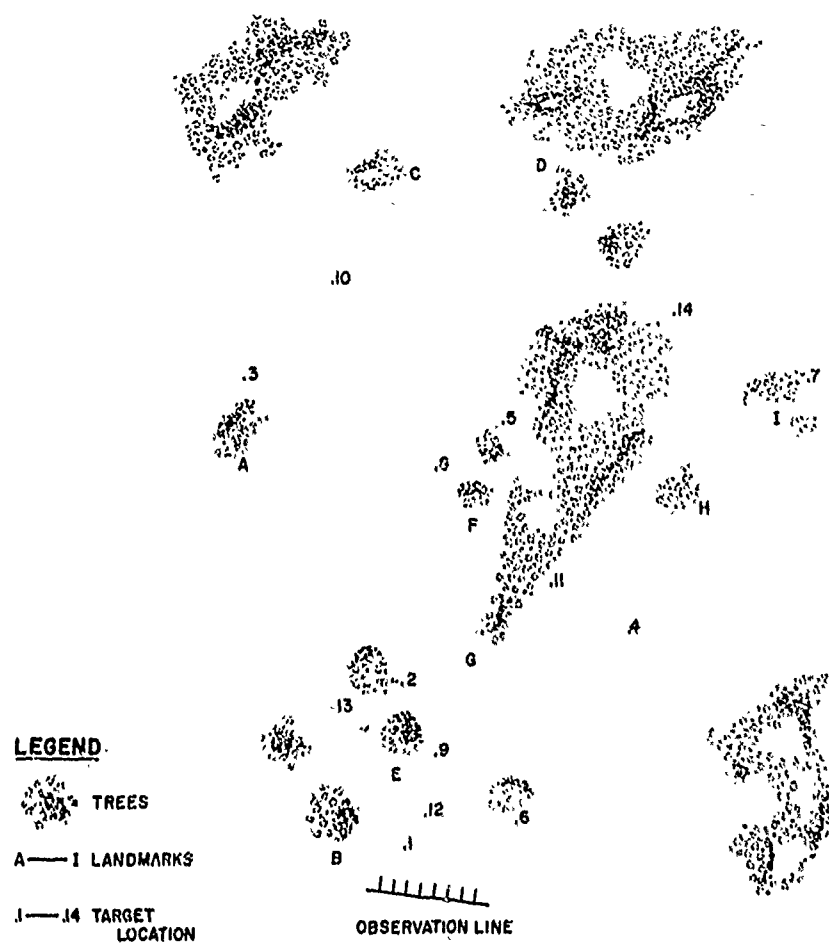 C
D
.10
.14
.3
.7
.5
I
A
.8
H
F
.11
.4
G
.2
.13
LEGEND
.9
E
TREES
.12
.6
B
.1
A — I LANDMARKS
.1 — .14 TARGET
LOCATION
OBSERVATION LINE